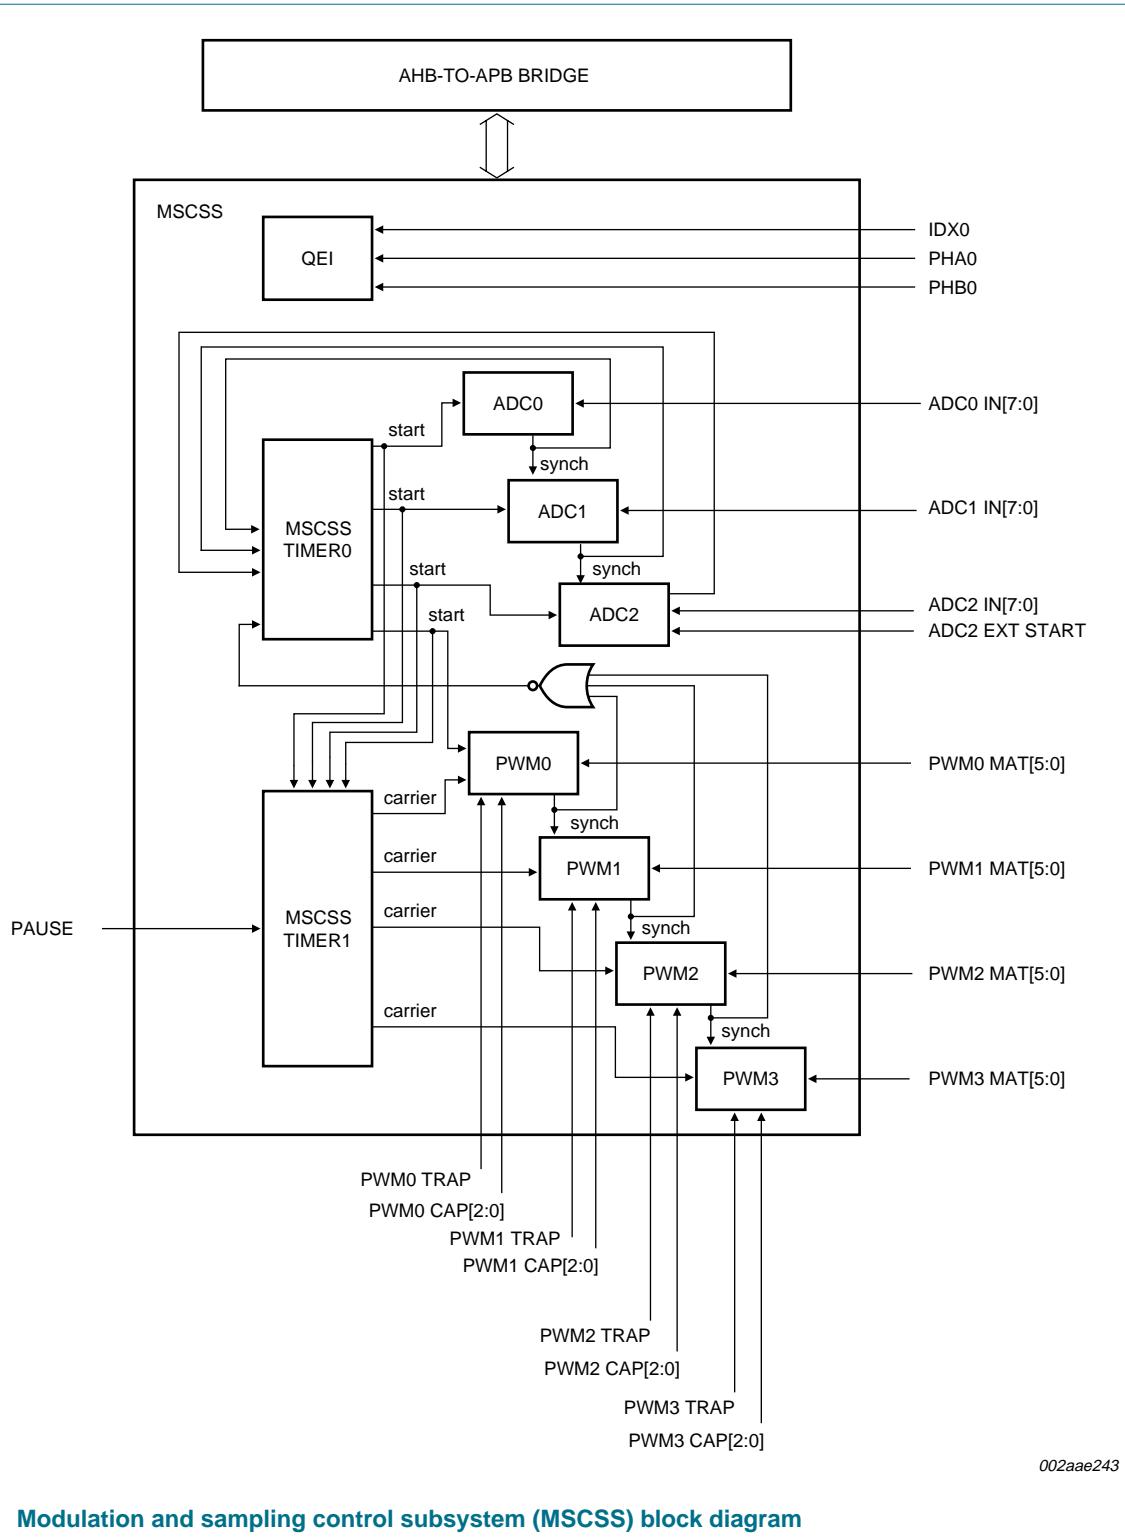 AHB-TO-APB BRIDGE
MSCSS
QEI
IDX0
PHA0
PHB0
ADC0
ADC0 IN[7:0]
start
synch
start
ADC1
ADC1 IN[7:0]
MSCSS
TIMER0
start
synch
ADC2
ADC2 IN[7:0]
ADC2 EXT START
start
PWM0
PWM0 MAT[5:0]
carrier
synch
carrier
PWM1
PWM1 MAT[5:0]
PAUSE
MSCSS
TIMER1
carrier
synch
PWM2
PWM2 MAT[5:0]
carrier
synch
PWM3
PWM3 MAT[5:0]
PWM0 TRAP
PWM0 CAP[2:0]
PWM1 TRAP
PWM1 CAP[2:0]
PWM2 TRAP
PWM2 CAP[2:0]
PWM3 TRAP
PWM3 CAP[2:0]
002aae243
Modulation and sampling control subsystem (MSCSS) block diagram